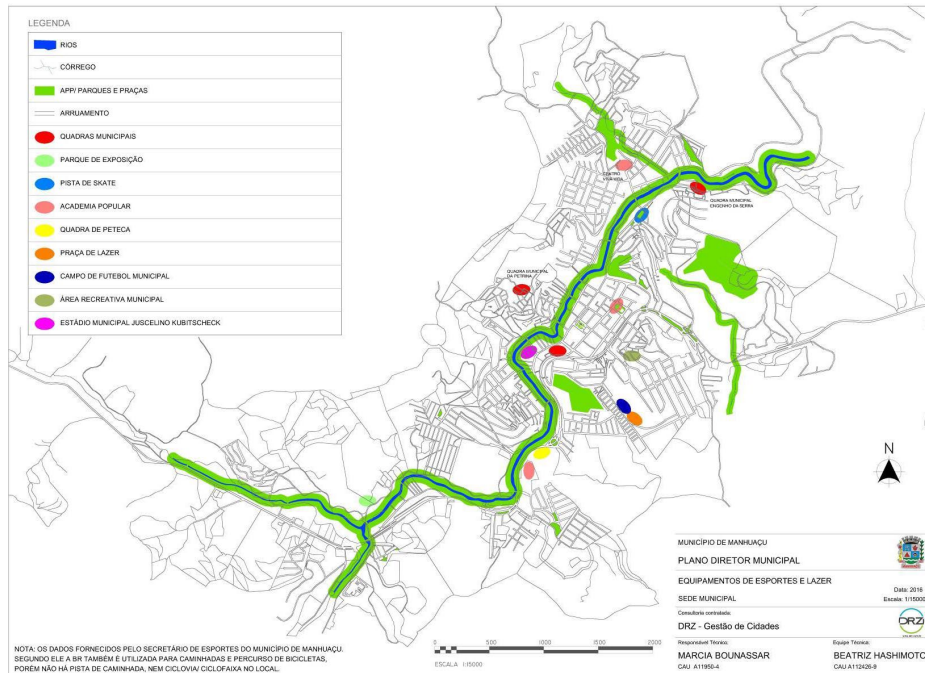 LEGENDA
RIOS
CÓRREGO
APP/ PARQUES E PRAÇAS
ARRUAMENTO
QUADRAS MUNICIPAIS
PARQUE DE EXPOSIÇÃO
PISTA DE SKATE
ACADEMIA POPULAR
QUADRA DE PETECA
PRAÇA DE LAZER
CAMPO DE FUTEBOL MUNICIPAL
ÁREA RECREATIVA MUNICIPAL
ESTÁDIO MUNICIPAL JUSCELINO KUBITSCHECK
CENTRO
VIVA VIDA
QUADRA MUNICIPAL
ENGENHO DA SERRA
QUADRA MUNICIPAL
DA PETRINA
N
MUNICÍPIO DE MANHUAÇU
PLANO DIRETOR MUNICIPAL
EQUIPAMENTOS DE ESPORTES E LAZER
SEDE MUNICIPAL
Data: 2016
Escala: 1/15000
Consultoria contratada:
DRZ - Gestão de Cidades
DRZ
Responsável Técnico:
MARCIA BOUNASSAR
CAU A11950-4
Equipe Técnica:
BEATRIZ HASHIMOTO
CAU A112426-9
0 500 1000 1500 2000
ESCALA 1:15000
NOTA: OS DADOS FORNECIDOS PELO SECRETÁRIO DE ESPORTES DO MUNICÍPIO DE MANHUAÇU.
SEGUNDO ELE A BR TAMBÉM É UTILIZADA PARA CAMINHADAS E PERCURSO DE BICICLETAS,
PORÉM NÃO HÁ PISTA DE CAMINHADA, NEM CICLOVIA/ CICLOFAIXA NO LOCAL.